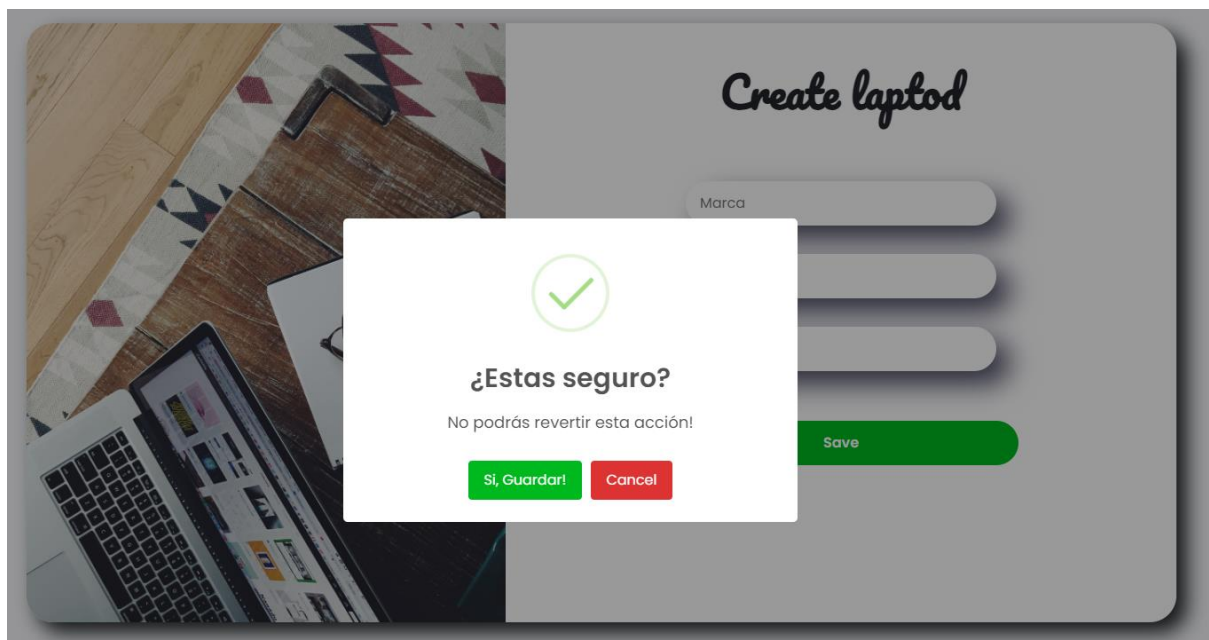 Create laptod
Marca
¿Estas seguro?
No podrás revertir esta acción!
Save
Si, Guardar! Cancel